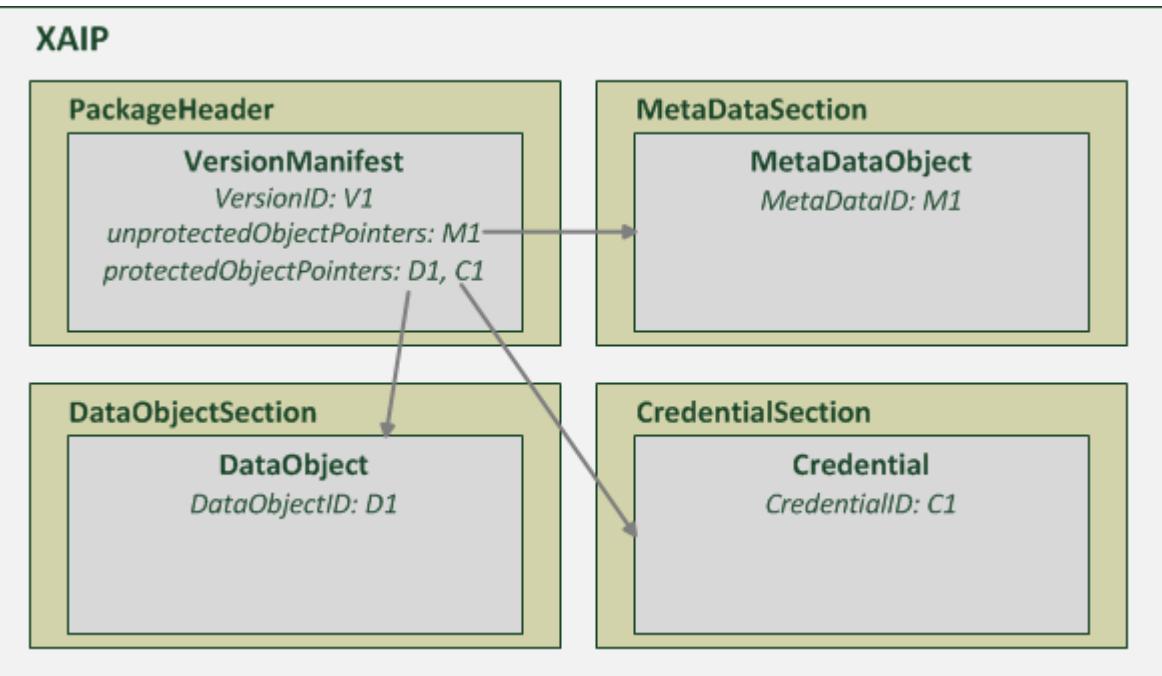 XAIP
PackageHeader
VersionManifest
VersionID: V1
unprotectedObjectPointers: M1
protectedObjectPointers: D1, C1
MetaDataSection
MetaDataObject
MetaDataID: M1
DataObjectSection
DataObject
DataObjectID: D1
CredentialSection
Credential
CredentialID: C1